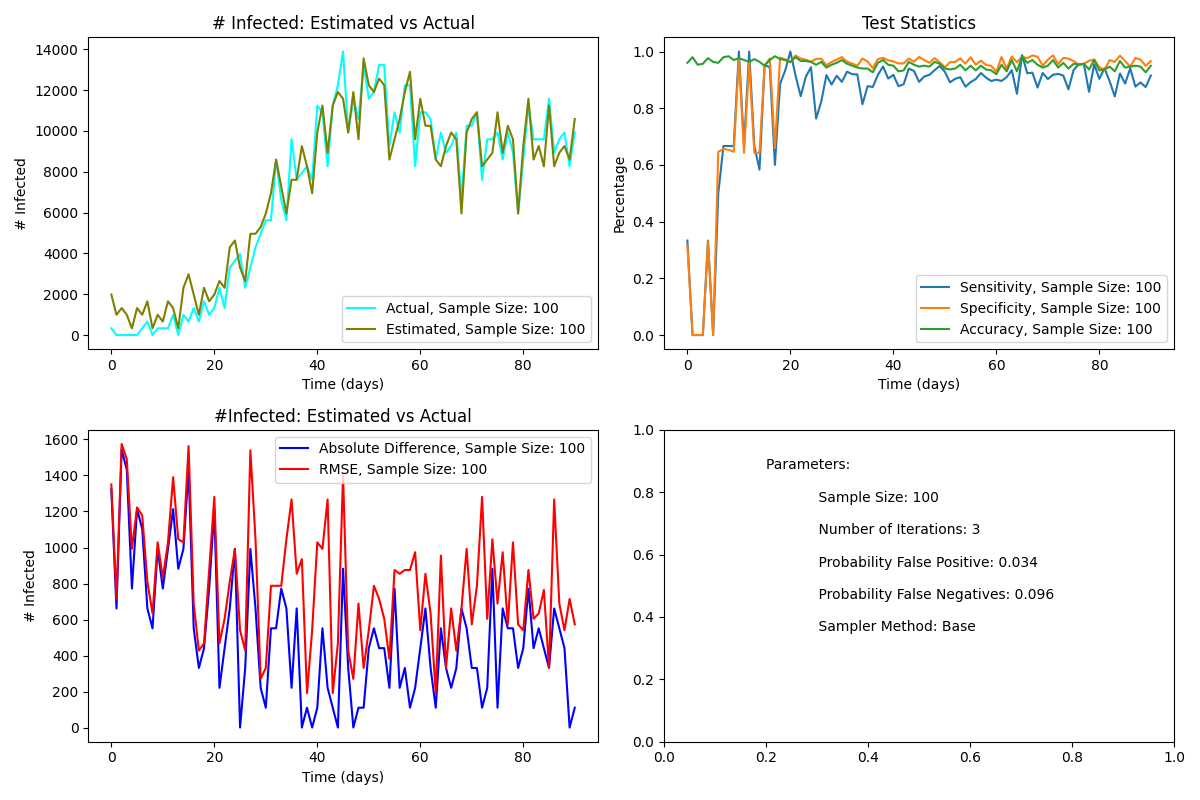 # Infected: Estimated vs Actual
# Infected
14000
12000
10000
8000
6000
4000
2000
0
Actual, Sample Size: 100
Estimated, Sample Size: 100
0 20 40 60 80
Time (days)
Test Statistics
Percentage
1.0
0.8
0.6
0.4
0.2
0.0
Sensitivity, Sample Size: 100
Specificity, Sample Size: 100
Accuracy, Sample Size: 100
0 20 40 60 80
Time (days)
#Infected: Estimated vs Actual
# Infected
1600
1400
1200
1000
800
600
400
200
0
Absolute Difference, Sample Size: 100
RMSE, Sample Size: 100
0 20 40 60 80
Time (days)
1.0
0.8
0.6
0.4
0.2
0.0
Parameters:
Sample Size: 100
Number of Iterations: 3
Probability False Positive: 0.034
Probability False Negatives: 0.096
Sampler Method: Base
0.0 0.2 0.4 0.6 0.8 1.0